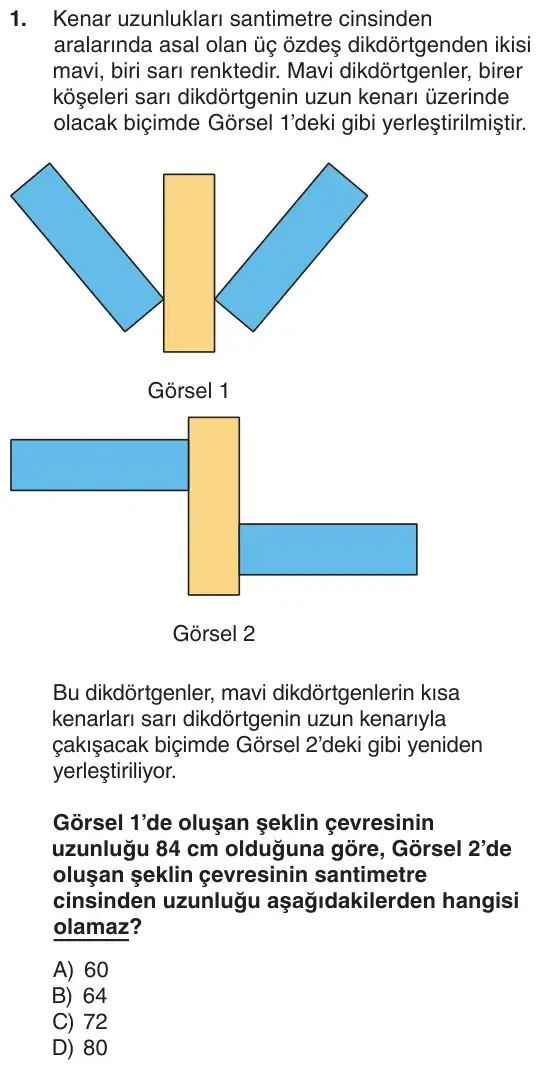 1. Kenar uzunlukları santimetre cinsinden
aralarında asal olan üç özdeş dikdörtgenden ikisi
mavi, biri sarı renktedir. Mavi dikdörtgenler, birer
köşeleri sarı dikdörtgenin uzun kenarı üzerinde
olacak biçimde Görsel 1’deki gibi yerleştirilmiştir.
Görsel 1
Görsel 2
Bu dikdörtgenler, mavi dikdörtgenlerin kısa
kenarları sarı dikdörtgenin uzun kenarıyla
çakışacak biçimde Görsel 2’deki gibi yeniden
yerleştiriliyor.
Görsel 1’de oluşan şeklin çevresinin
uzunluğu 84 cm olduğuna göre, Görsel 2’de
oluşan şeklin çevresinin santimetre
cinsinden uzunluğu aşağıdakilerden hangisi
olamaz?
A) 60
B) 64
C) 72
D) 80